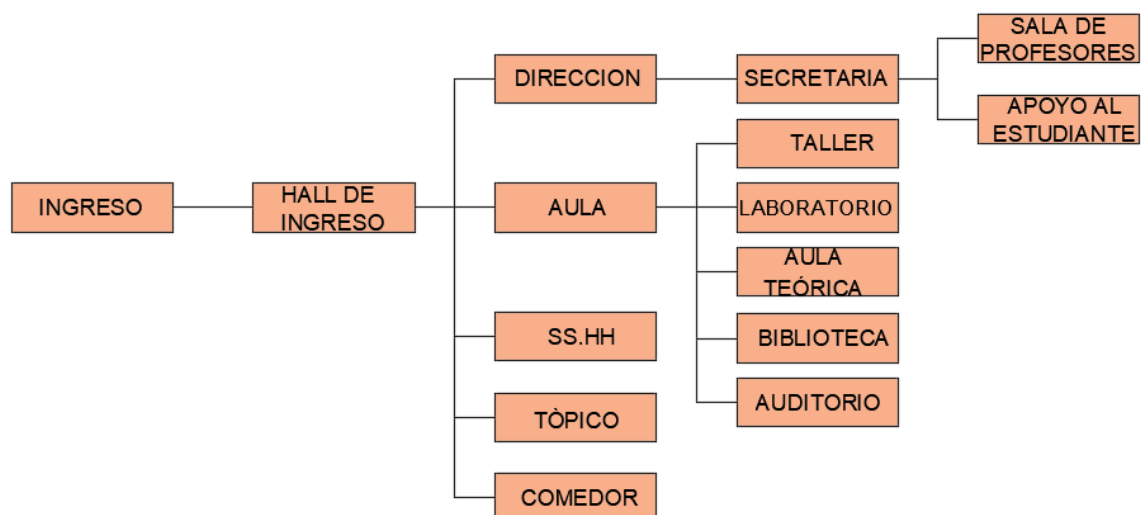 INGRESO
HALL DE
INGRESO
DIRECCION
SECRETARIA
SALA DE
PROFESORES
APOYO AL
ESTUDIANTE
AULA
TALLER
LABORATORIO
AULA
TEÓRICA
BIBLIOTECA
AUDITORIO
SS.HH
TÒPICO
COMEDOR